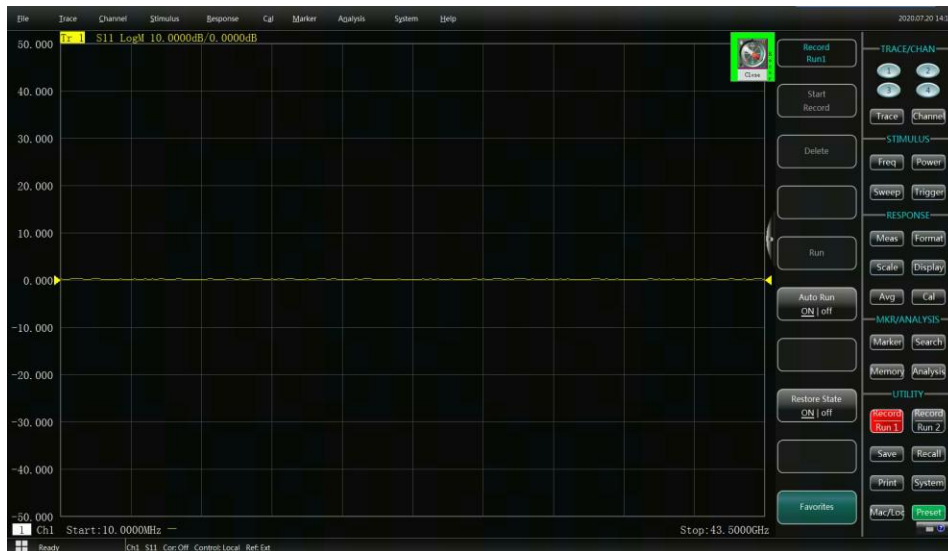 File Trace Channel Stimulus Response Cal Marker Analysis System Help
2020.07.20 14:
Tr 1 S11 LogM 10.0000dB/0.0000dB
50.000
40.000
30.000
20.000
10.000
0.000
-10.000
-20.000
-30.000
-40.000
-50.000
1 Ch1 Start:10.0000MHz
Stop:43.5000GHz
Ready Ch1 S11 Cor:Off Control: Local Ref:Ext
Record
Run1
Start
Record
Delete
Run
Auto Run
ON | off
Restore State
ON | off
Favorites
TRACE/CHAN
1 2
3 4
Trace Channel
STIMULUS
Freq Power
Sweep Trigger
RESPONSE
Meas Format
Scale Display
Avg Cal
MKR/ANALYSIS
Marker Search
Memory Analysis
UTILITY
Record Record
Run 1 Run 2
Save Recall
Print System
Mac/Loc Preset